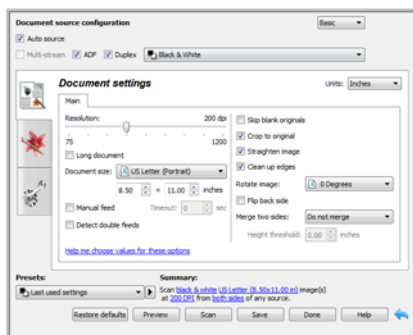 Document source configuration
Basic
Auto source
Multi-stream ADF Duplex Black & White
Document settings
Units: Inches
Main
Resolution: 200 dpi
75 1200
Long document
Document size: US Letter (Portrait)
8.50 × 11.00 inches
Manual feed Timeout: 0 sec
Detect double feeds
Help me choose values for these options
Skip blank originals
Crop to original
Straighten image
Clean up edges
Rotate image: 0 Degrees
Flip back side
Merge two sides: Do not merge
Height threshold: 0.00 inches
Presets:
Last used settings
Summary:
Scan black & white US Letter (8.50x11.00 in) image(s)
at 200 DPI from both sides of any source.
Restore defaults Preview Scan Save Done Help